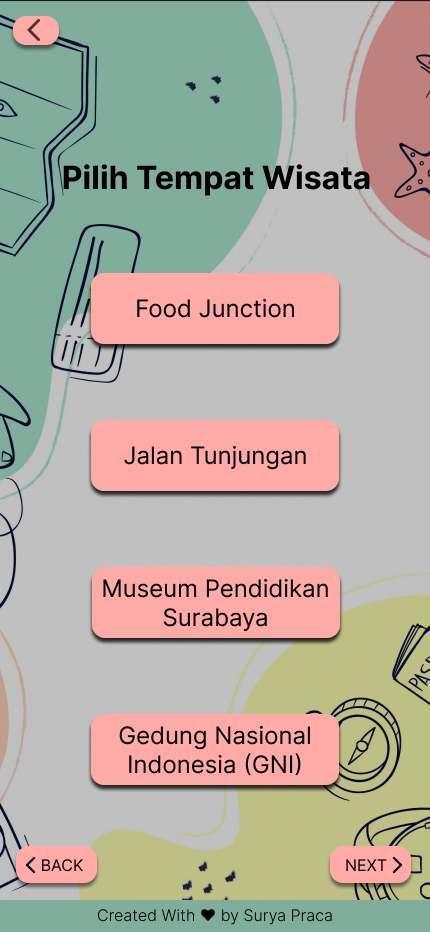 Pilih Tempat Wisata
Food Junction
Jalan Tunjungan
Museum Pendidikan
Surabaya
Gedung Nasional
Indonesia (GNI)
BACK
NEXT
Created With ❤ by Surya Praca